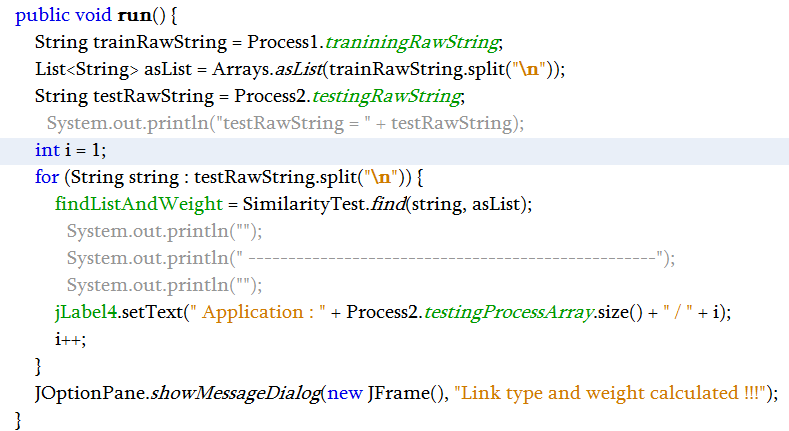 public void run() {
String trainRawString = Process1.traniningRawString;
List<String> asList = Arrays.asList(trainRawString.split("\n"));
String testRawString = Process2.testingRawString;
System.out.println("testRawString = " + testRawString);
int i = 1;
for (String string : testRawString.split("\n")) {
findListAndWeight = SimilarityTest.find(string, asList);
System.out.println("");
System.out.println(" ---------------------------------------------------");
System.out.println("");
jLabel4.setText(" Application : " + Process2.testingProcessArray.size() + " / " + i);
i++;
}
JOptionPane.showMessageDialog(new JFrame(), "Link type and weight calculated !!!");
}